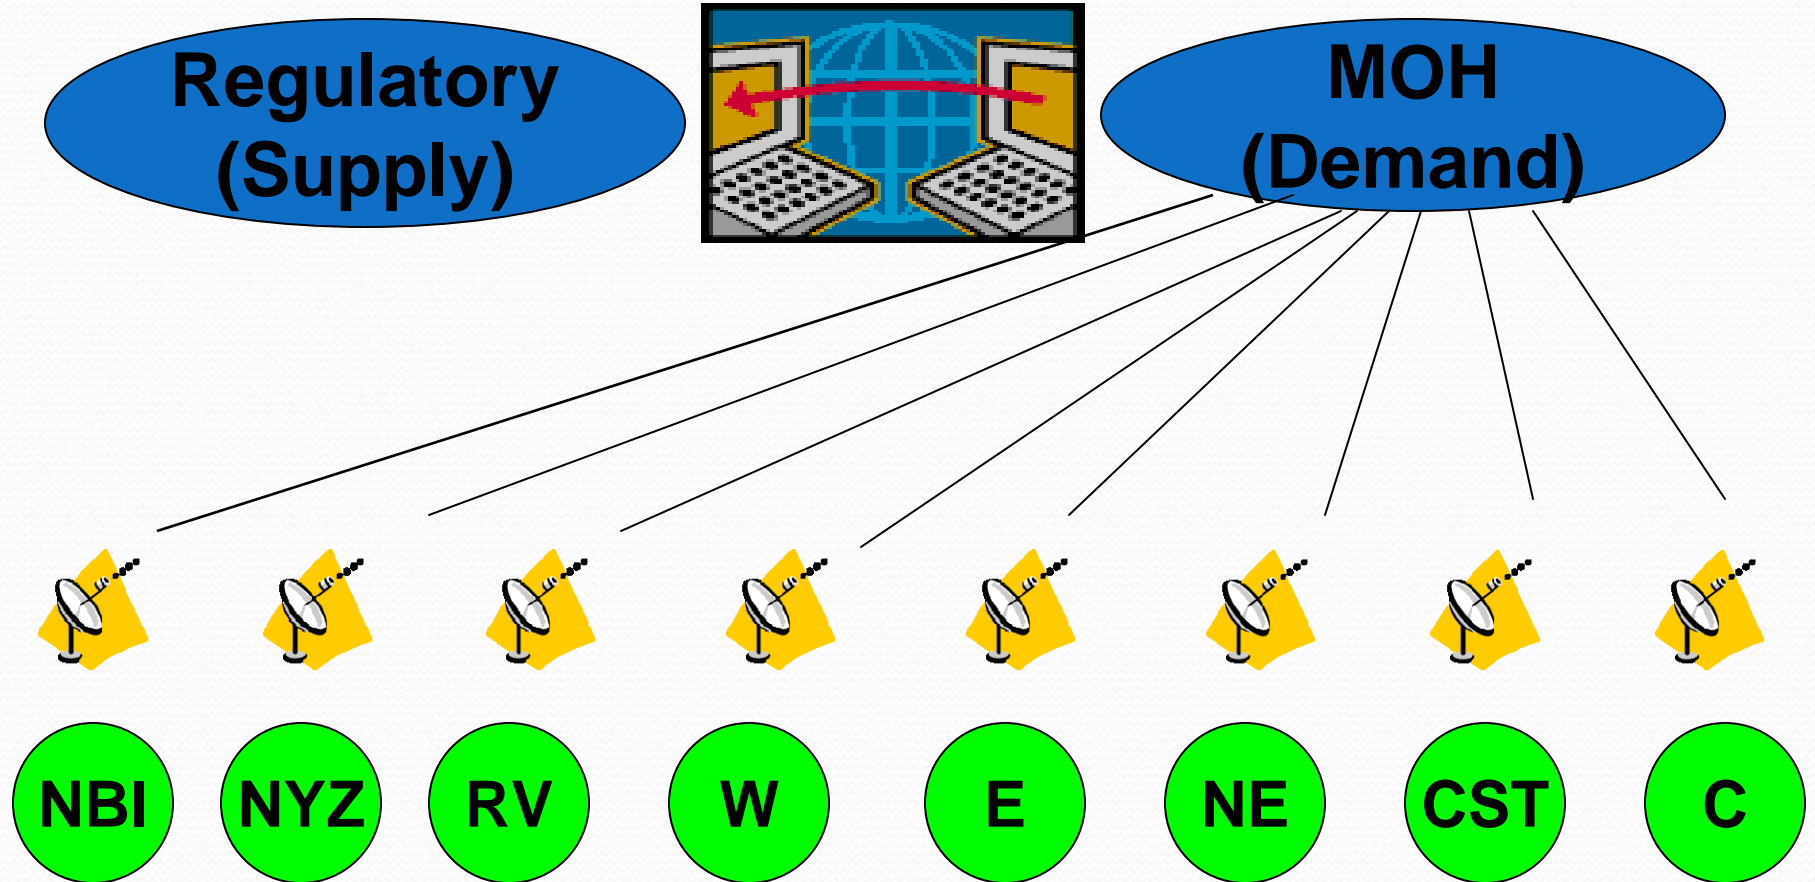 Regulatory
(Supply)
MOH
(Demand)
NBI
NYZ
RV
W
E
NE
CST
C